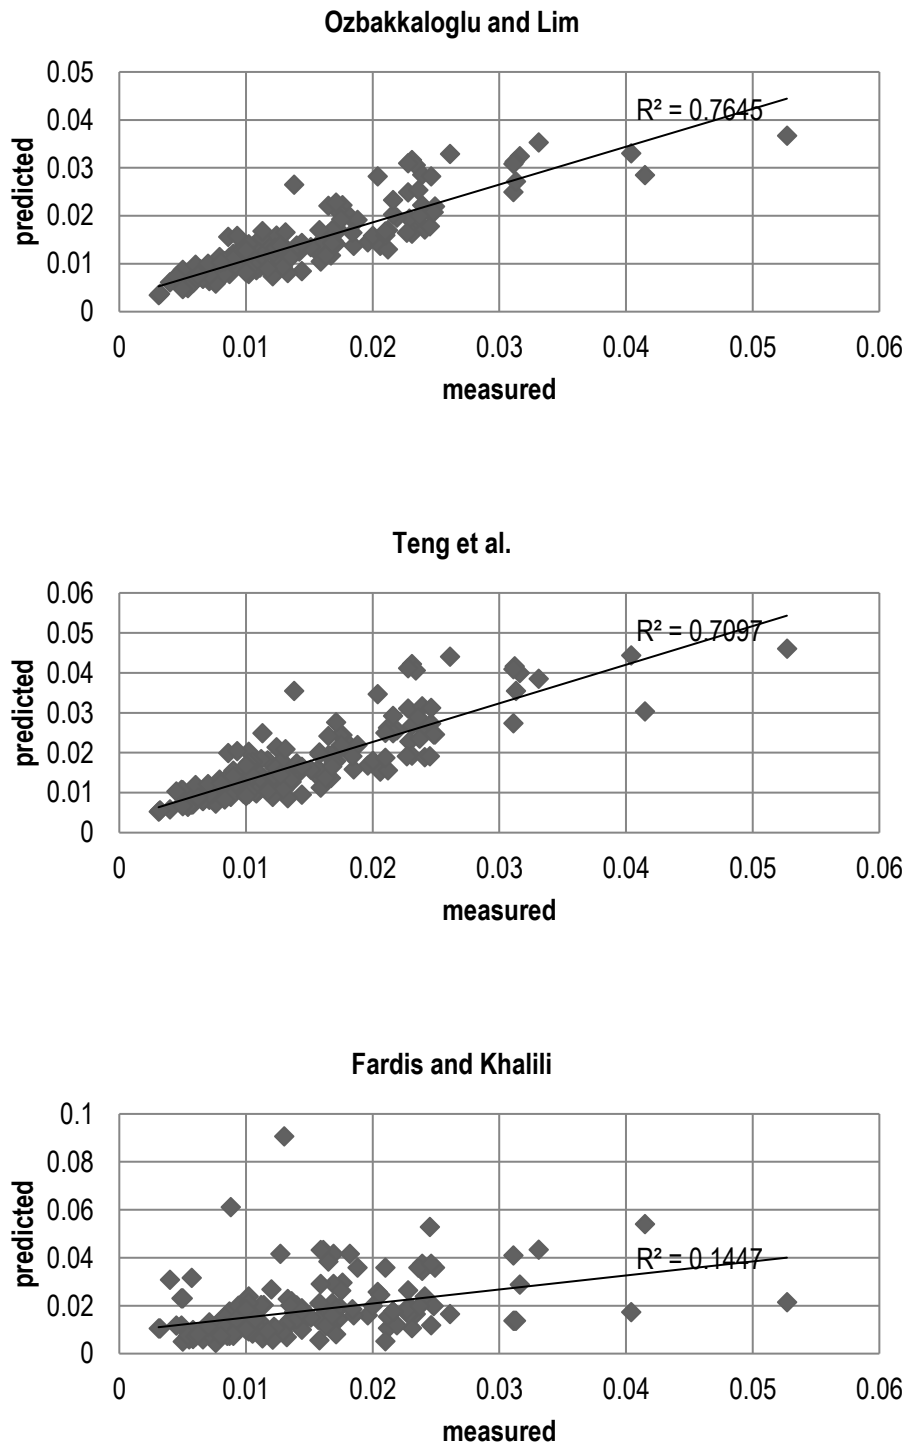 Ozbakkaloglu and Lim
0.05
0.04
0.03
0.02
0.01
0
predicted
R² = 0.7645
0 0.01 0.02 0.03 0.04 0.05 0.06
measured
Teng et al.
0.06
0.05
0.04
0.03
0.02
0.01
0
predicted
R² = 0.7097
0 0.01 0.02 0.03 0.04 0.05 0.06
measured
Fardis and Khalili
0.1
0.08
0.06
0.04
0.02
0
predicted
R² = 0.1447
0 0.01 0.02 0.03 0.04 0.05 0.06
measured